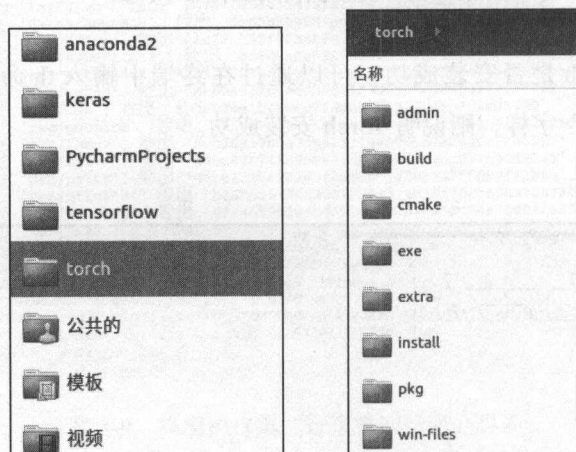 anaconda2
keras
PycharmProjects
tensorflow
torch
公共的
模板
视频
torch
名称
admin
build
cmake
exe
extra
install
pkg
win-files